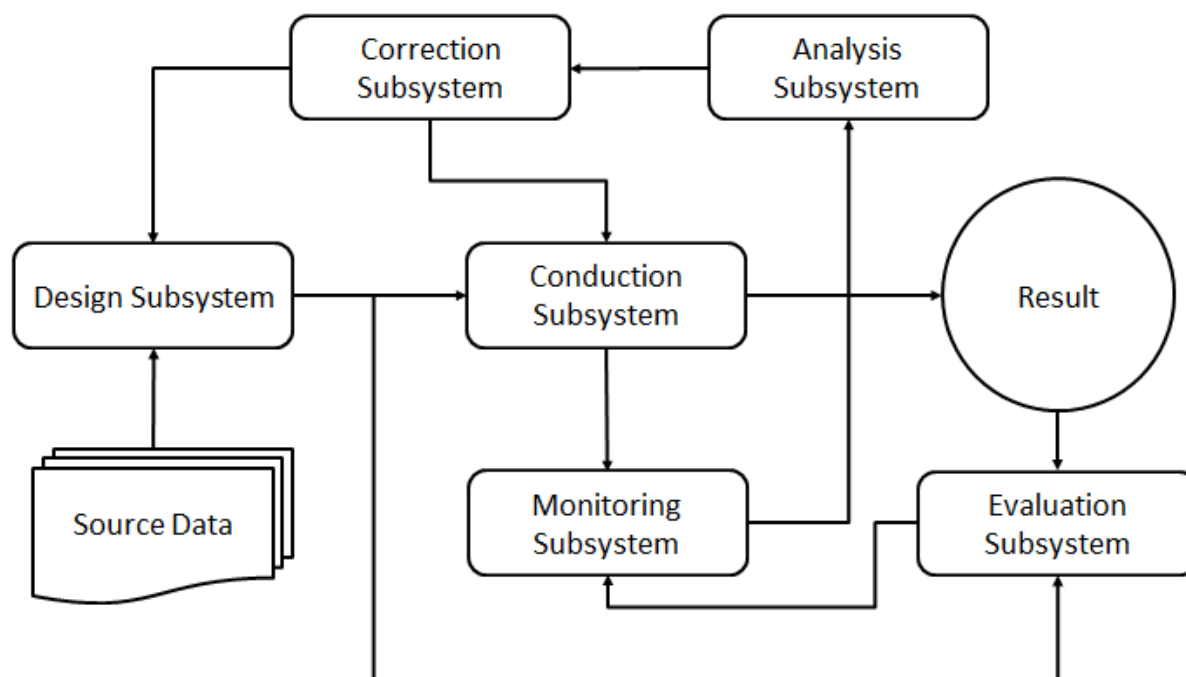 Correction
Subsystem
Analysis
Subsystem
Design Subsystem
Conduction
Subsystem
Result
Source Data
Monitoring
Subsystem
Evaluation
Subsystem